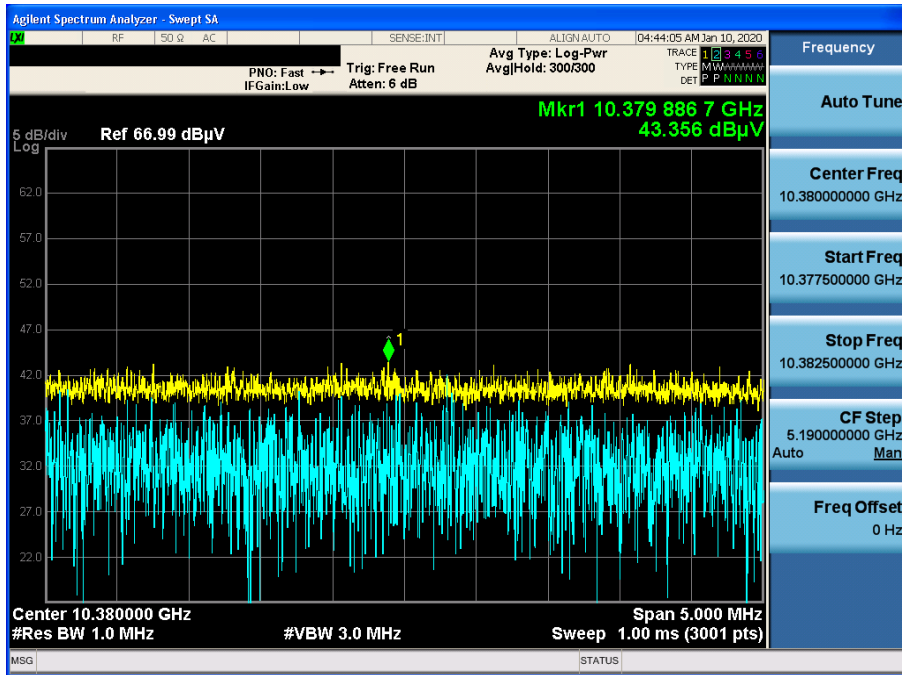 Agilent Spectrum Analyzer - Swept SA
LXI RF 50 Ω AC SENSE:INT ALIGN AUTO 04:44:05 AM Jan 10, 2020
PNO: Fast
IFGain:Low
Trig: Free Run
Atten: 6 dB
Avg Type: Log-Pwr
Avg|Hold: 300/300
TRACE 1 2 3 4 5 6
TYPE M W
DET P P N N N N
Mkr1 10.379 886 7 GHz
43.356 dBµV
5 dB/div Ref 66.99 dBµV
Log
62.0
57.0
52.0
47.0
42.0
37.0
32.0
27.0
22.0
1
Center 10.380000 GHz Span 5.000 MHz
#Res BW 1.0 MHz #VBW 3.0 MHz Sweep 1.00 ms (3001 pts)
MSG STATUS
Frequency
Auto Tune
Center Freq
10.380000000 GHz
Start Freq
10.377500000 GHz
Stop Freq
10.382500000 GHz
CF Step
5.190000000 GHz
Auto Man
Freq Offset
0 Hz